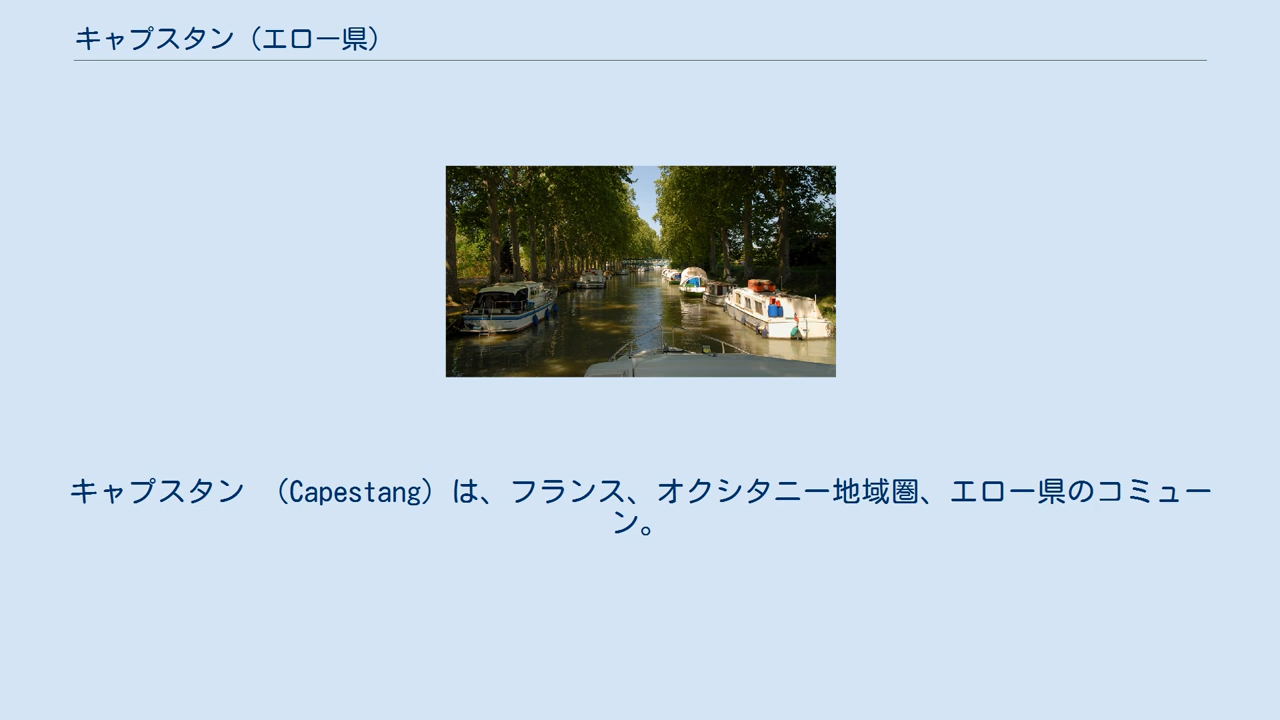 キャプスタン（エロー県）
キャプスタン （Capestang）は、フランス、オクシタニー地域圏、エロー県のコミュー
ン。